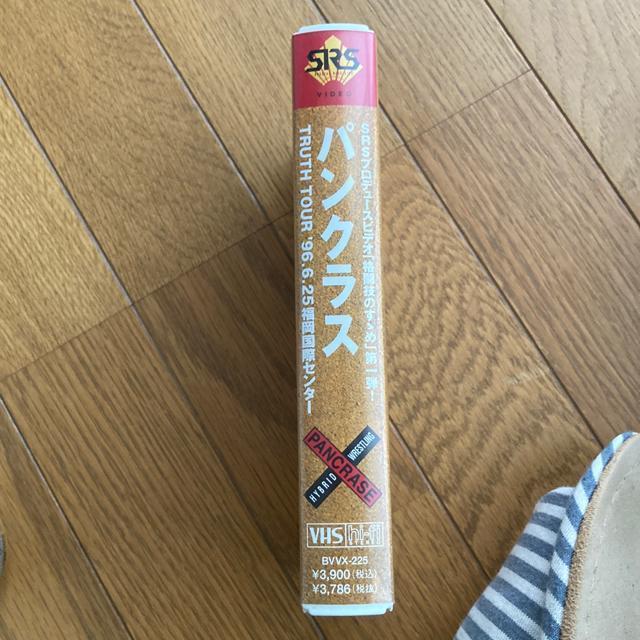 SRS
VIDEO
SRSプロデュースビデオ「格闘技のすゝめ」第一弾!
パンクラス
TRUTH TOUR '96.6.25福岡国際センター
PANCRASE
HYBRID WRESTLING
VHS hi-fi
BVVX-225
¥3,900(税込)
¥3,786(税抜)